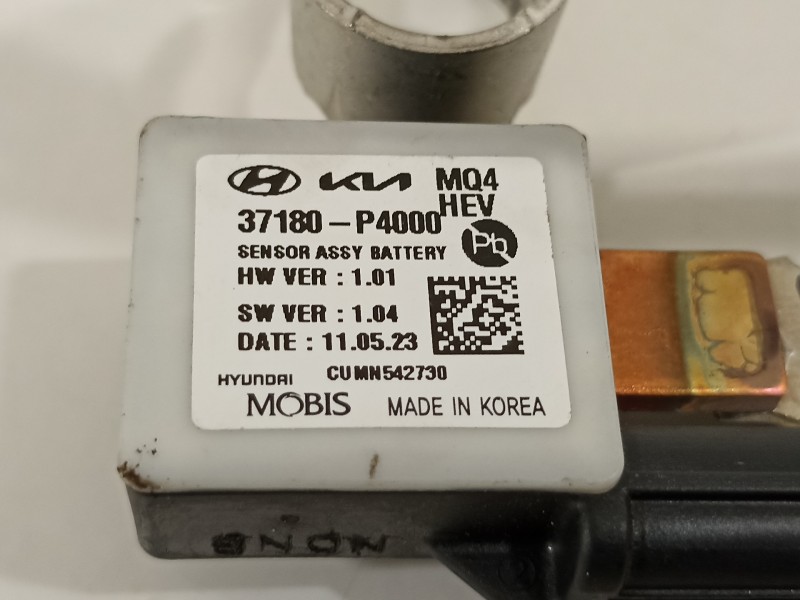 KIA MQ4
HEV
37180-P4000
Pb
SENSOR ASSY BATTERY
HW VER : 1.01
SW VER : 1.04
DATE : 11.05.23
CUMN542730
HYUNDAI
MOBIS MADE IN KOREA